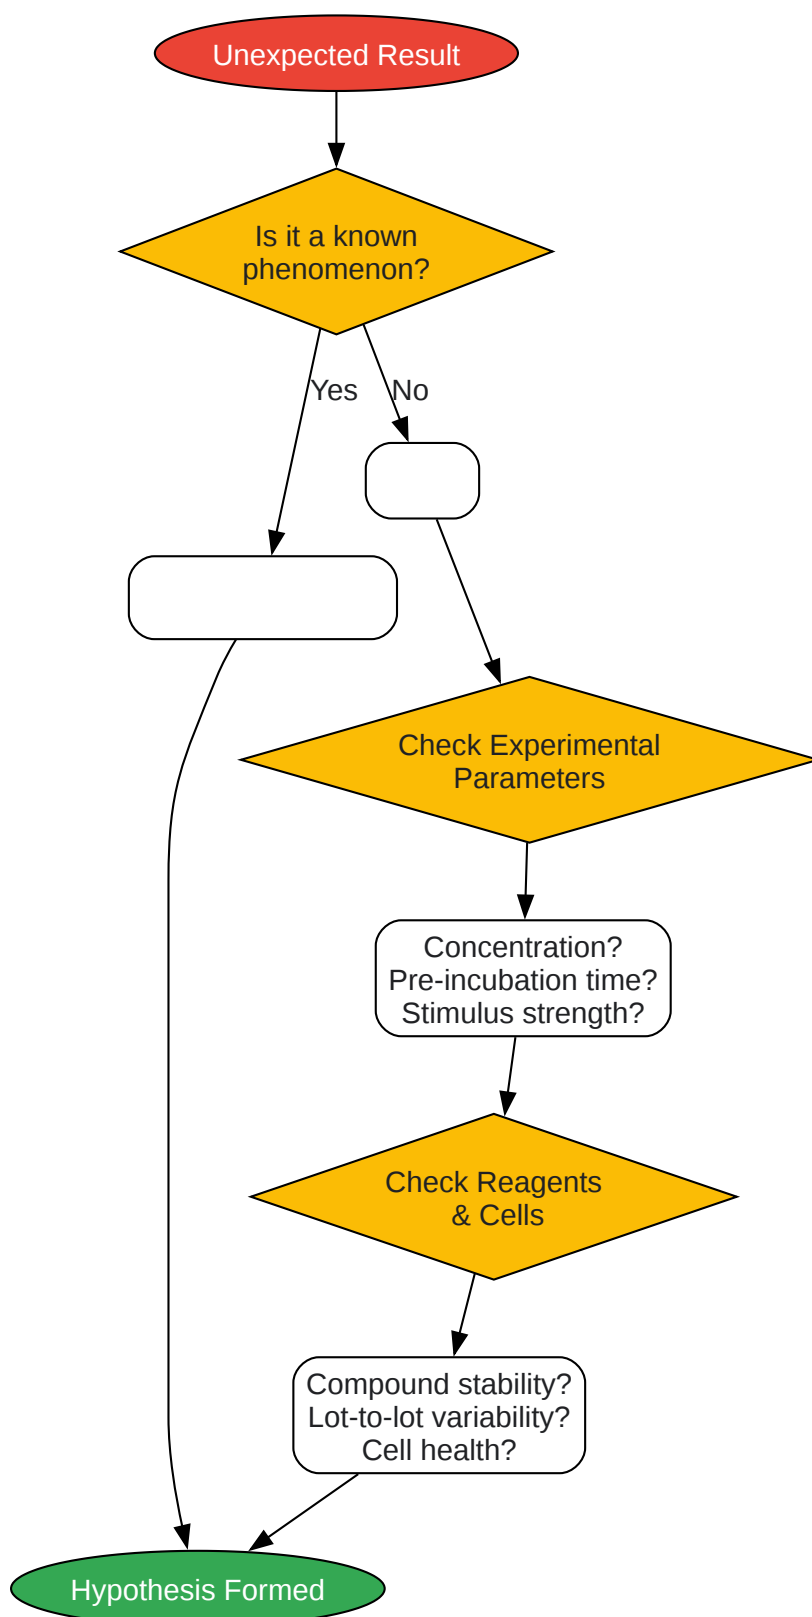 Unexpected Result
Is it a known
phenomenon?
Yes
No
Check Experimental
Parameters
Concentration?
Pre-incubation time?
Stimulus strength?
Check Reagents
& Cells
Compound stability?
Lot-to-lot variability?
Cell health?
Hypothesis Formed